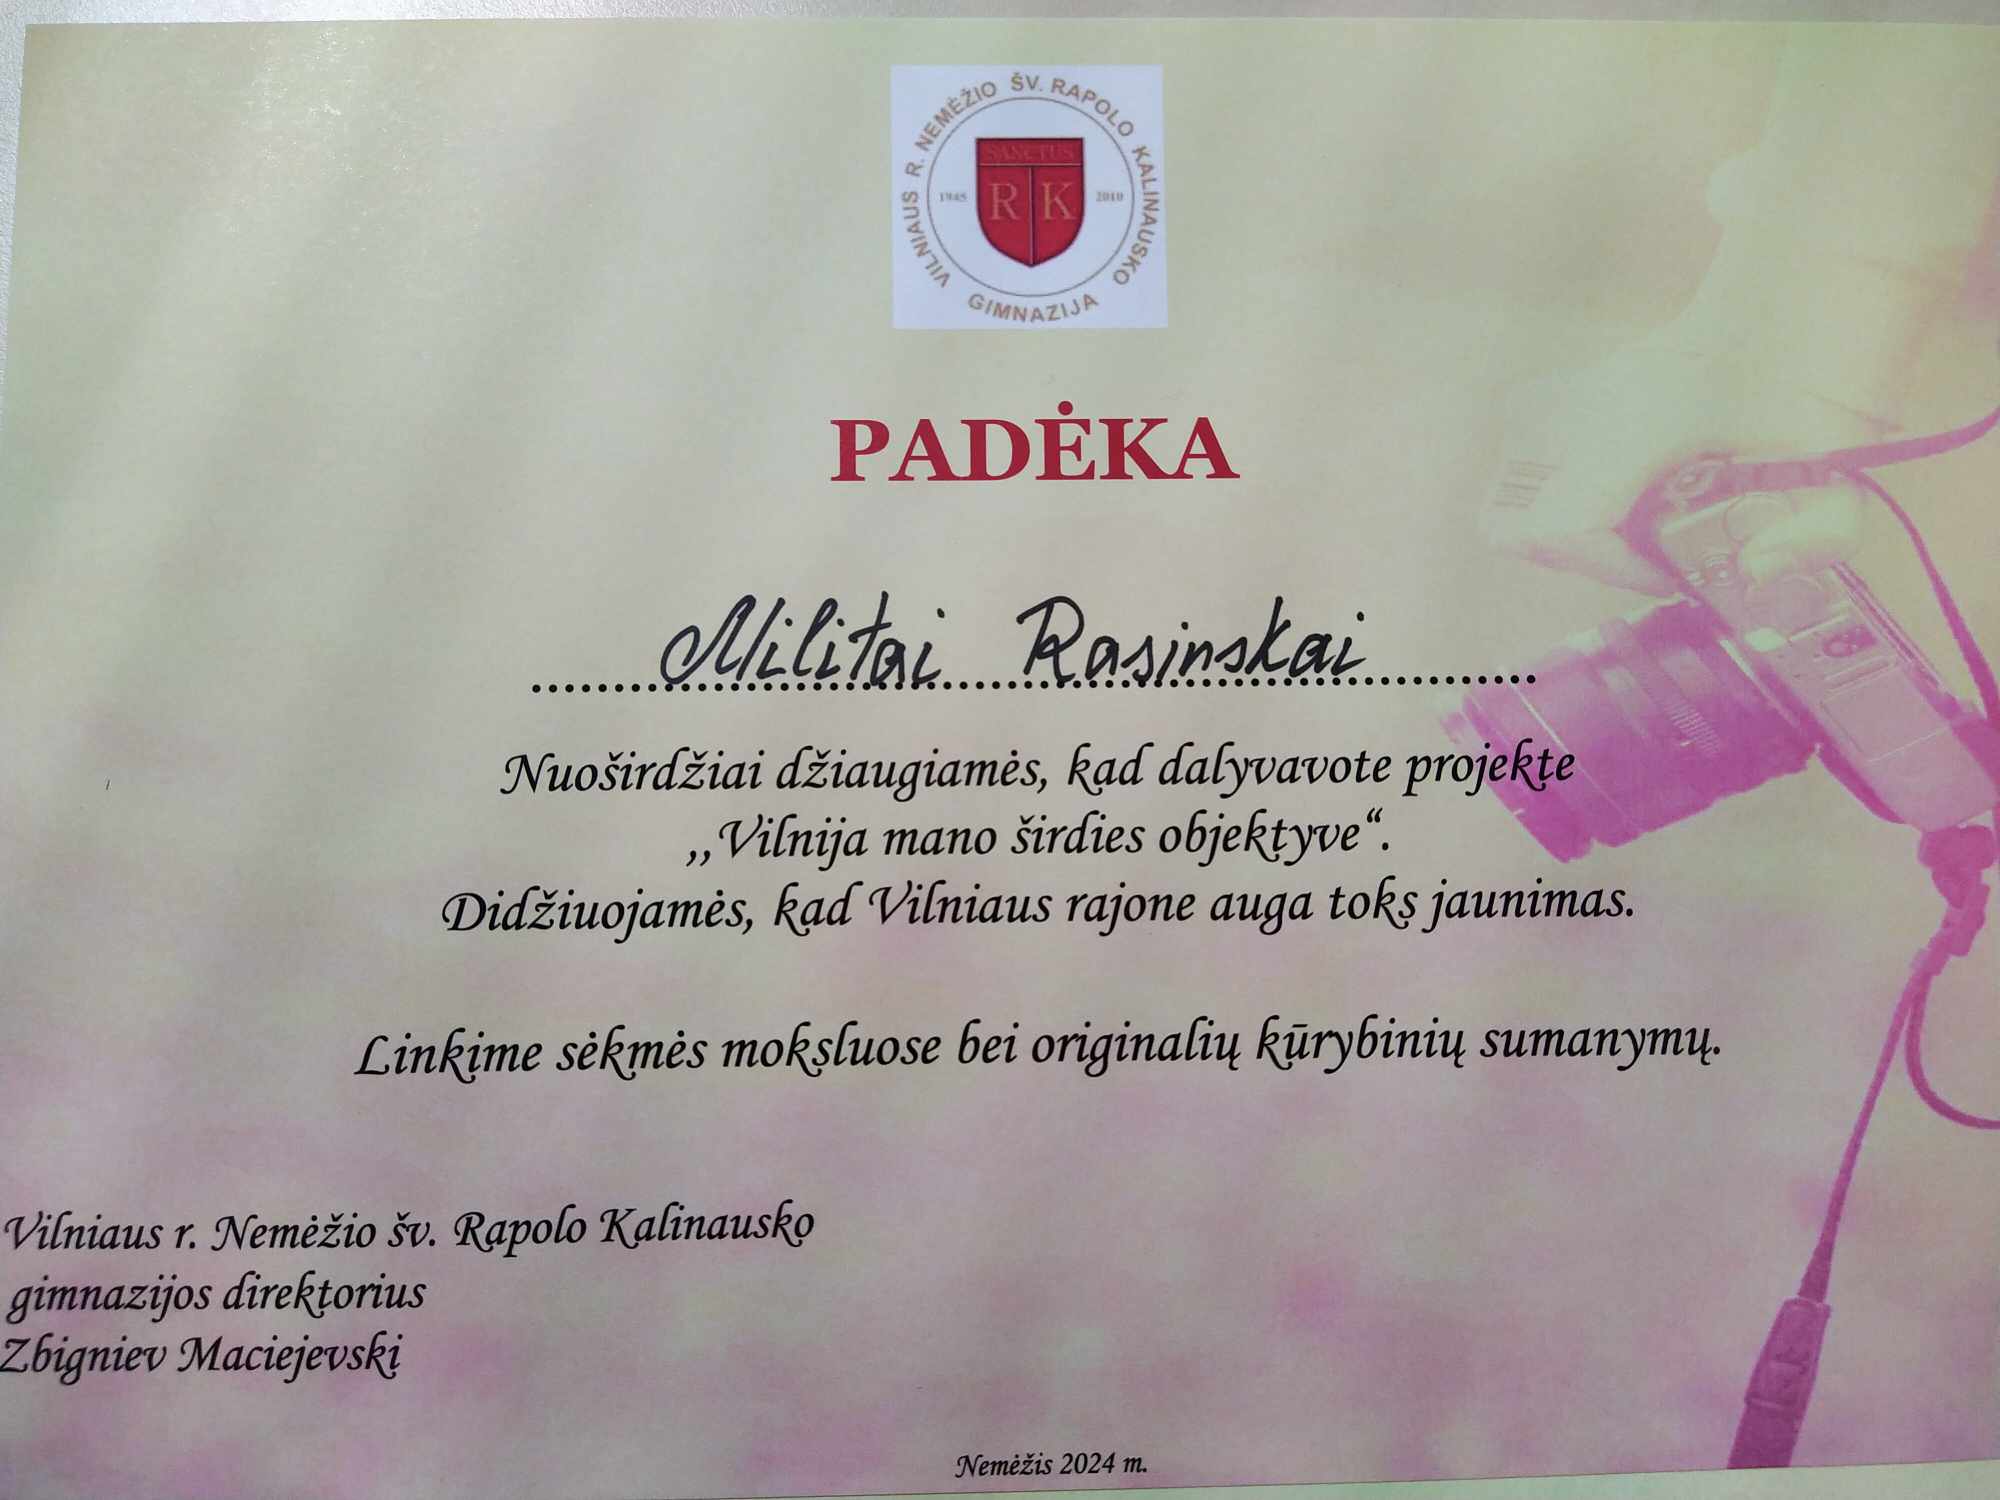 VILNIAUS R. NEMĖŽIO ŠV. RAPOLO KALINAUSKO
GIMNAZIJA
SANCTUS
1945 R K 2010
PADĖKA
Militai Rasinskai
Nuoširdžiai džiaugiamės, kad dalyvavote projekte
,,Vilnija mano širdies objektyve“.
Didžiuojamės, kad Vilniaus rajone auga toks jaunimas.
Linkime sėkmės moksluose bei originalių kūrybinių sumanymų.
Vilniaus r. Nemėžio šv. Rapolo Kalinausko
gimnazijos direktorius
Zbigniev Maciejevski
Nemėžis 2024 m.